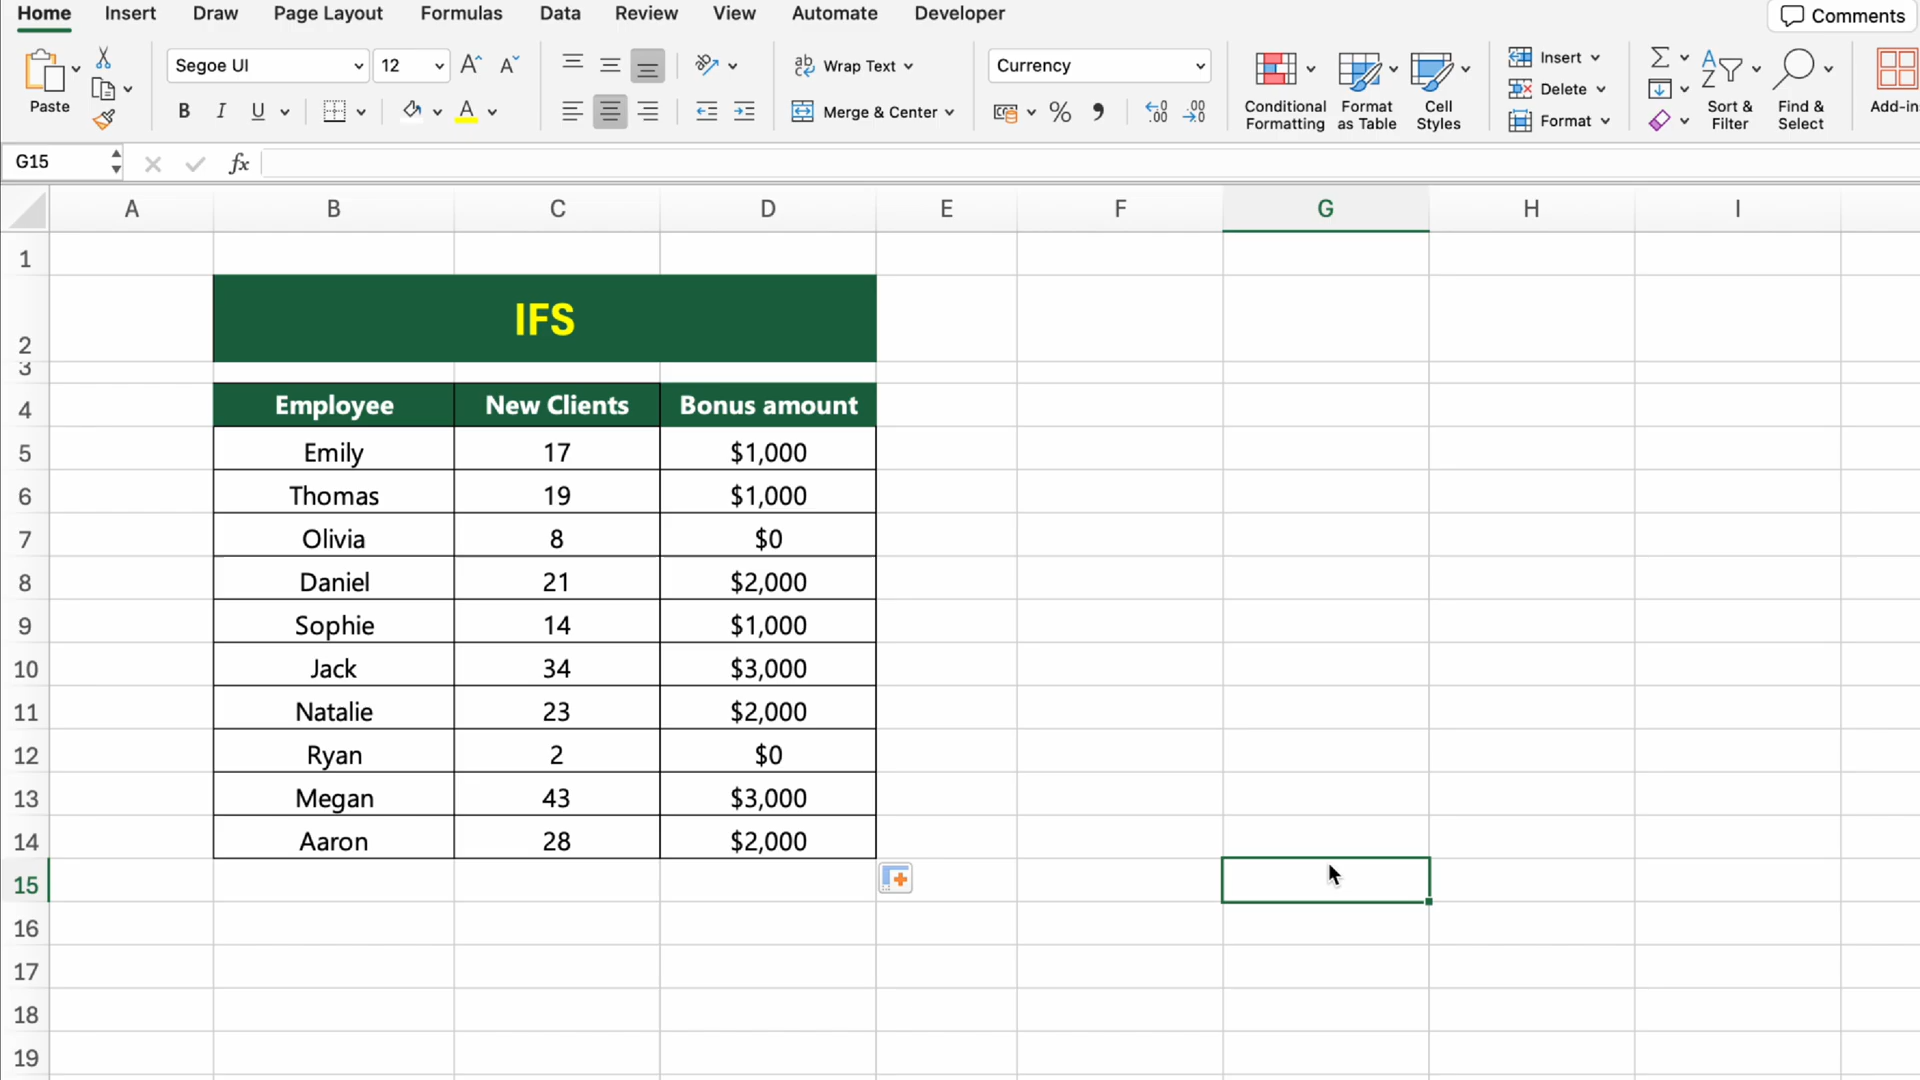 Home Insert Draw Page Layout Formulas Data Review View Automate Developer Comments
Paste Segoe UI 12 A^ A˅ B I U A
Wrap Text
Merge & Center
Currency
% , .00 .00
Conditional Formatting
Format as Table
Cell Styles
Insert
Delete
Format
Sort & Filter
Find & Select
Add-in
G15 fx
A B C D E F G H I
1
2 IFS
3
4 Employee New Clients Bonus amount
5 Emily 17 $1,000
6 Thomas 19 $1,000
7 Olivia 8 $0
8 Daniel 21 $2,000
9 Sophie 14 $1,000
10 Jack 34 $3,000
11 Natalie 23 $2,000
12 Ryan 2 $0
13 Megan 43 $3,000
14 Aaron 28 $2,000
15
16
17
18
19